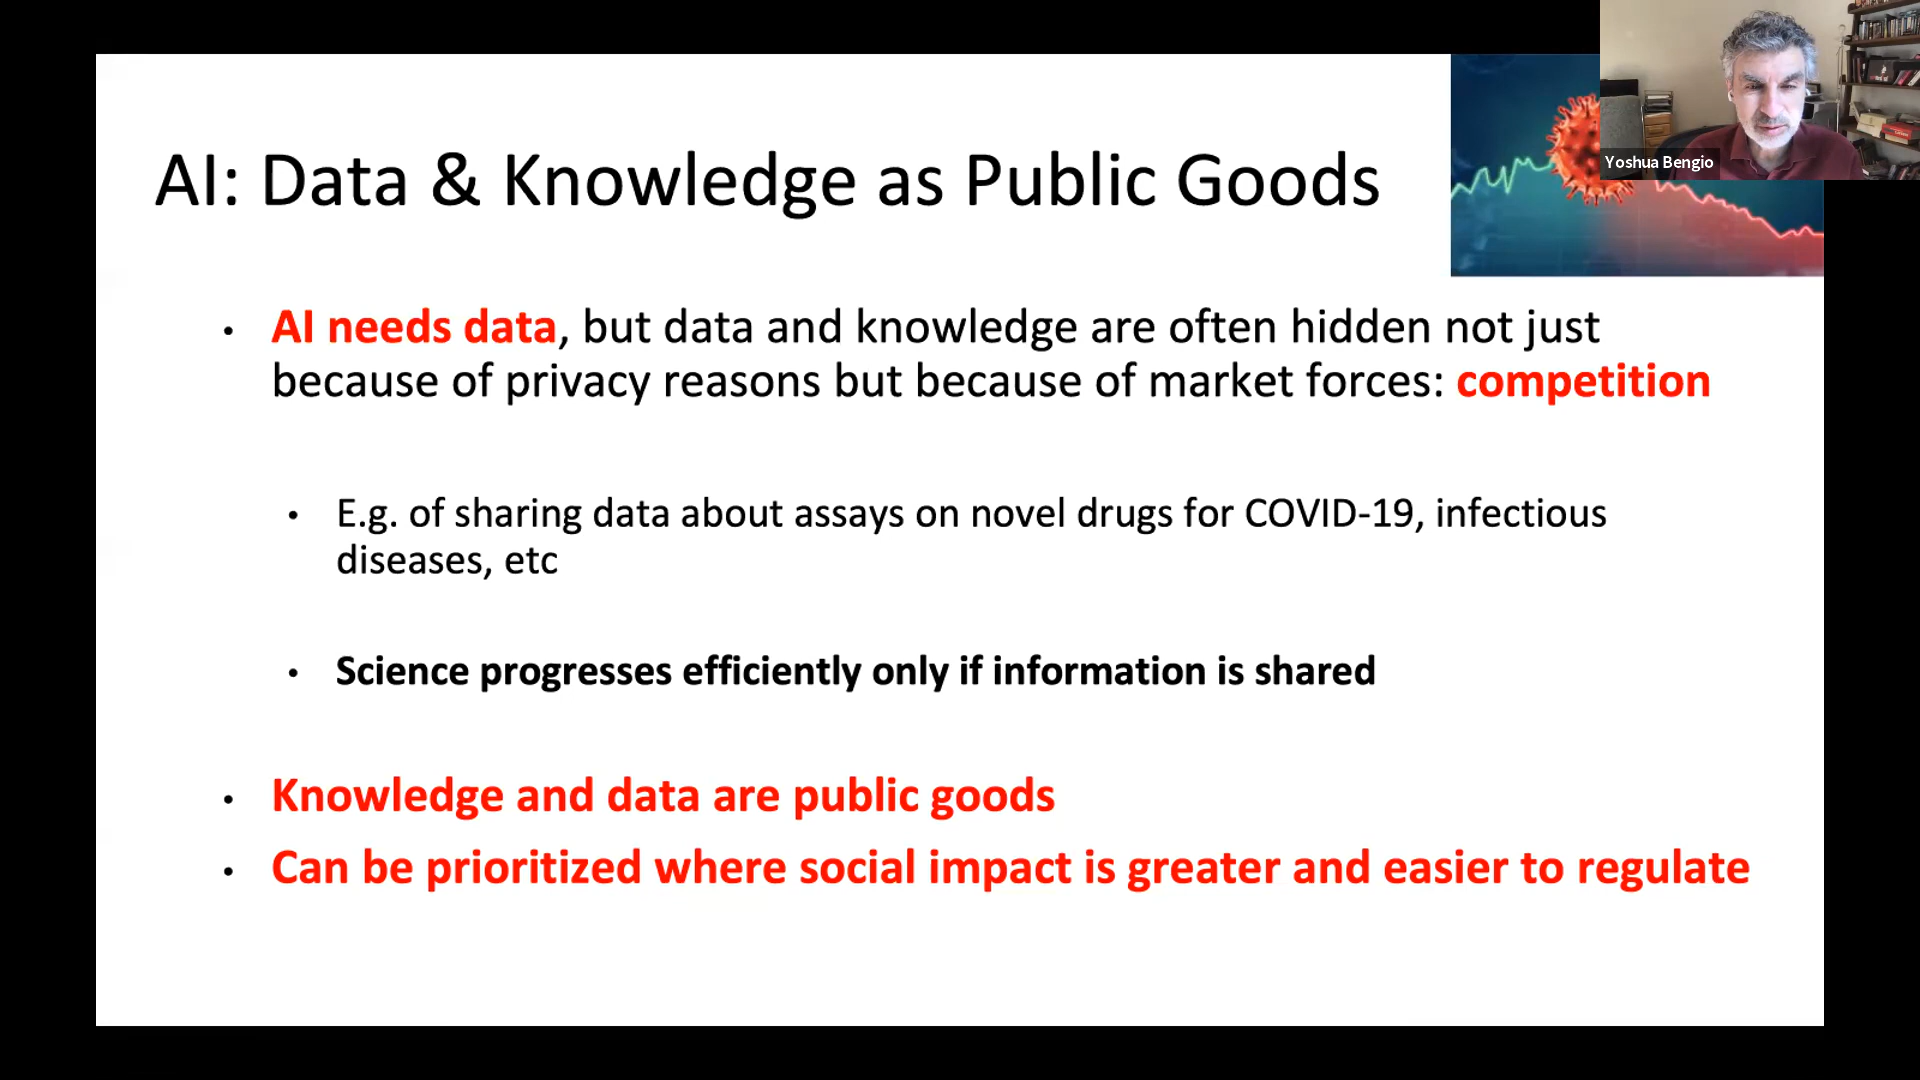 Yoshua Bengio
AI: Data & Knowledge as Public Goods
• AI needs data, but data and knowledge are often hidden not just
because of privacy reasons but because of market forces: competition
• E.g. of sharing data about assays on novel drugs for COVID-19, infectious
diseases, etc
• Science progresses efficiently only if information is shared
• Knowledge and data are public goods
• Can be prioritized where social impact is greater and easier to regulate